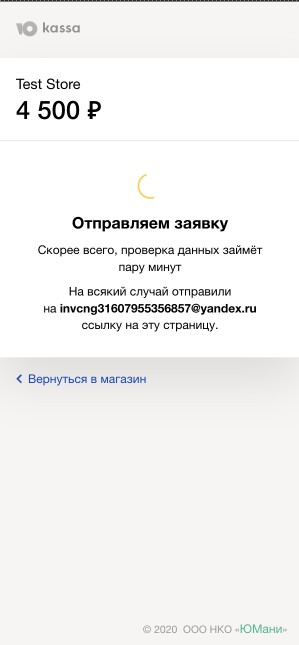 Ю kassa
Test Store
4 500 ₽
Отправляем заявку
Скорее всего, проверка данных займёт
пару минут
На всякий случай отправили
на invcng31607955356857@yandex.ru
ссылку на эту страницу.
Вернуться в магазин
© 2020 ООО НКО «ЮМани»